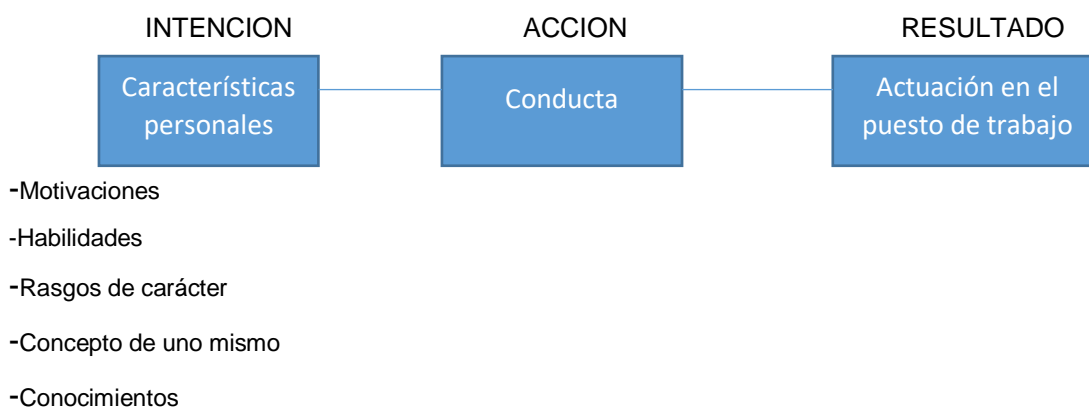 INTENCION ACCION RESULTADO
Características personales
Conducta
Actuación en el puesto de trabajo
-Motivaciones
-Habilidades
-Rasgos de carácter
-Concepto de uno mismo
-Conocimientos